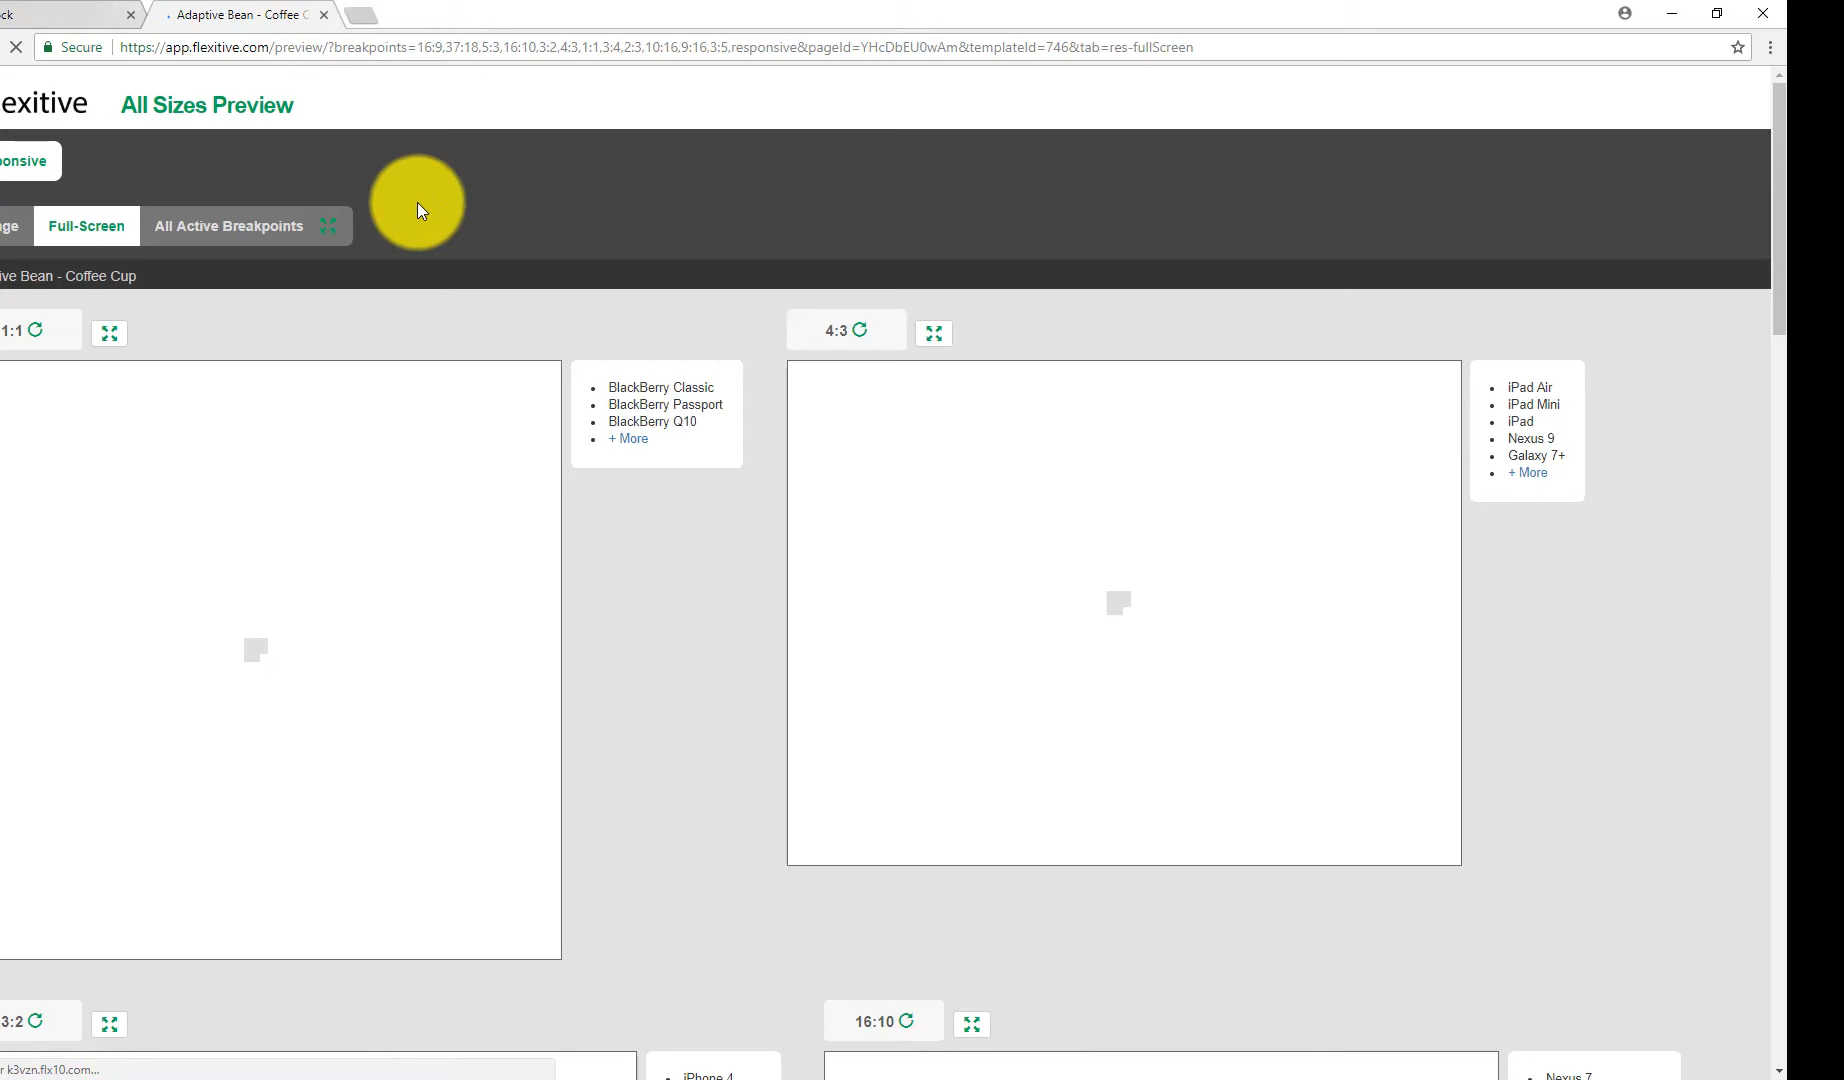 ck
Adaptive Bean - Coffee C
Secure
https://app.flexitive.com/preview/?breakpoints=16:9,37:18,5:3,16:10,3:2,4:3,1:1,3:4,2:3,10:16,9:16,3:5,responsive&pageId=YHcDbEU0wAm&templateId=746&tab=res-fullScreen
exitive
All Sizes Preview
ponsive
ge
Full-Screen
All Active Breakpoints
ive Bean - Coffee Cup
1:1
BlackBerry Classic
BlackBerry Passport
BlackBerry Q10
+ More
4:3
iPad Air
iPad Mini
iPad
Nexus 9
Galaxy 7+
+ More
3:2
16:10
r k3vzn.flx10.com...
iPhone 4
Nexus 7